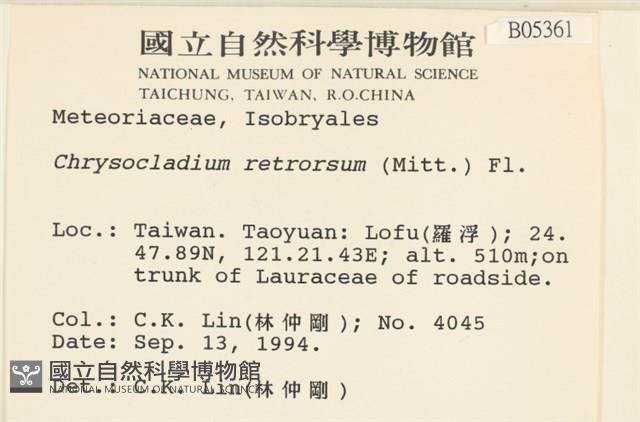 國立自然科學博物館
B05361
NATIONAL MUSEUM OF NATURAL SCIENCE
TAICHUNG, TAIWAN, R.O.CHINA
Meteoriaceae, Isobryales
Chrysocladium retrorsum (Mitt.) Fl.
Loc.: Taiwan. Taoyuan: Lofu(羅浮); 24.
47.89N, 121.21.43E; alt. 510m;on
trunk of Lauraceae of roadside.
Col.: C.K. Lin(林仲剛); No. 4045
Date: Sep. 13, 1994.
國立自然科學博物館
NATIONAL MUSEUM OF NATURAL SCIENCE
Det.: C.K. Lin(林仲剛)